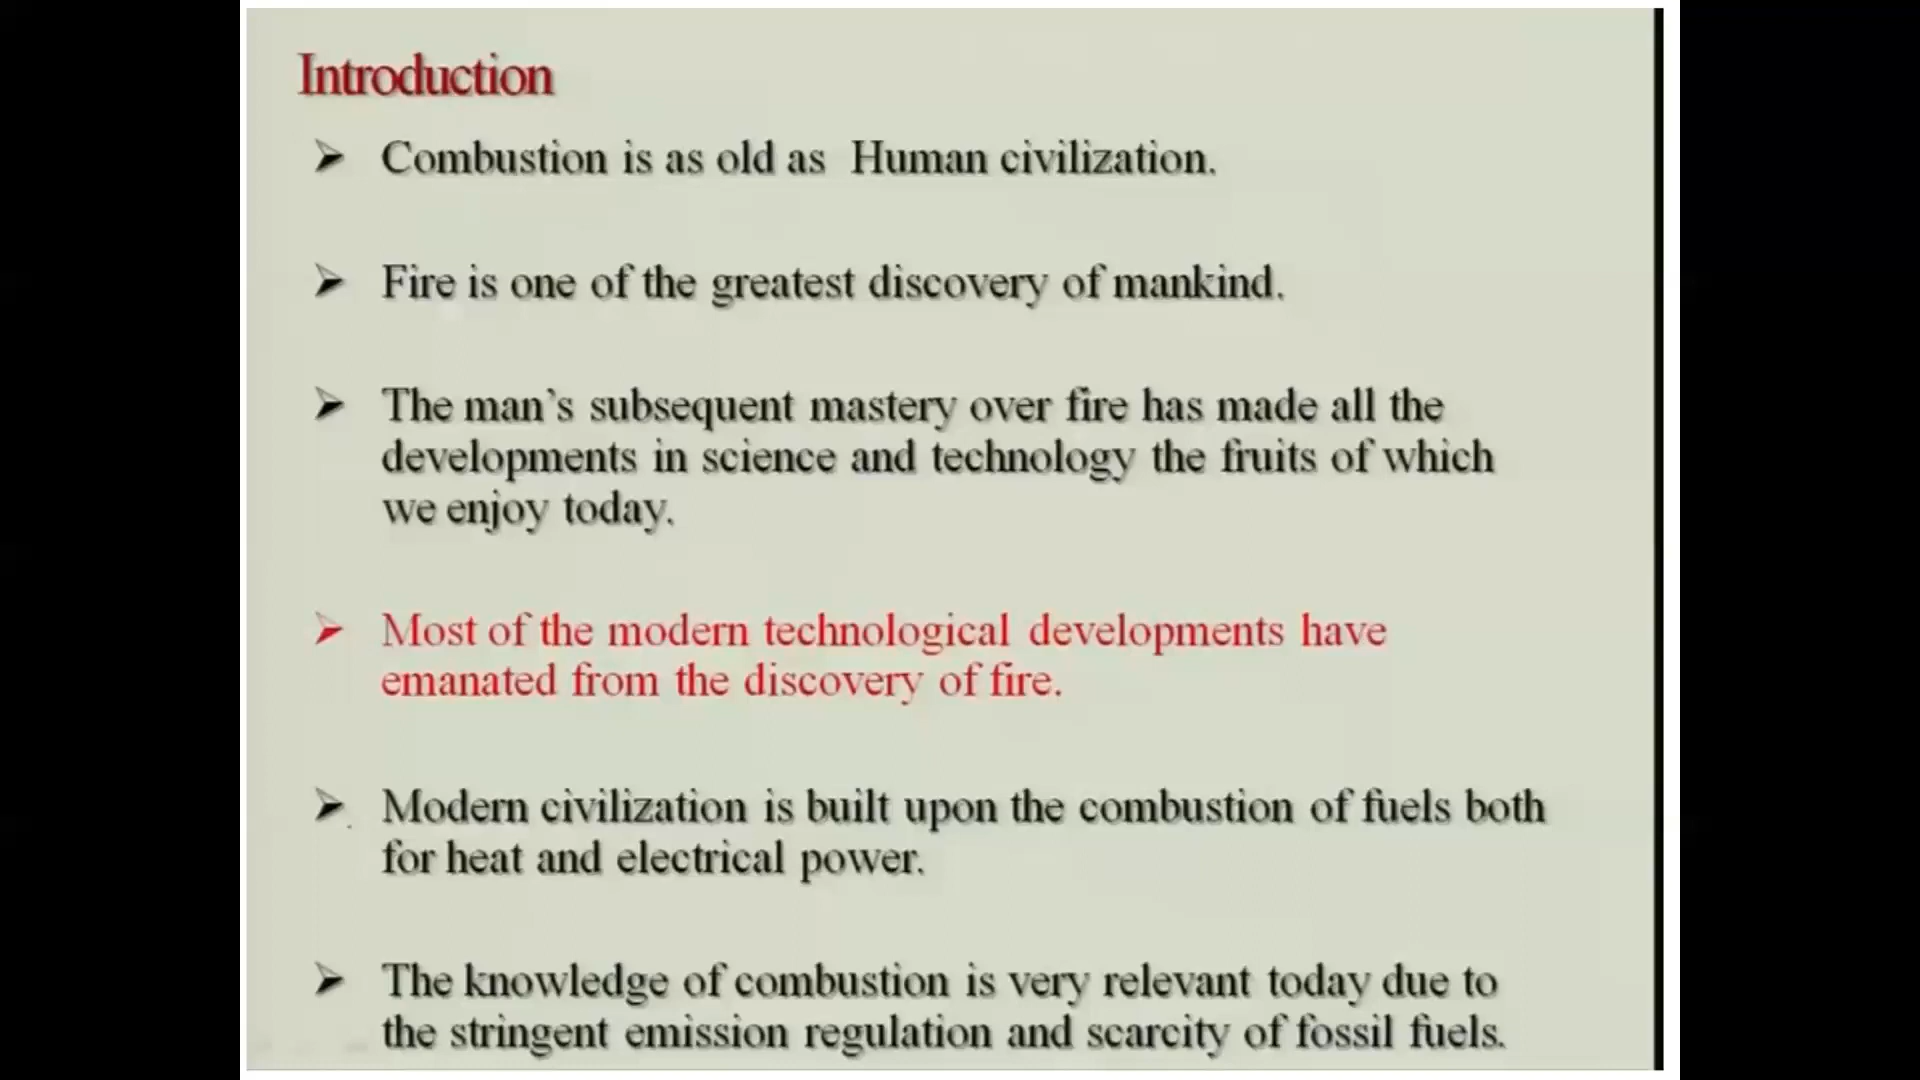 Introduction
➢ Combustion is as old as Human civilization.
➢ Fire is one of the greatest discovery of mankind.
➢ The man’s subsequent mastery over fire has made all the
developments in science and technology the fruits of which
we enjoy today.
➢ Most of the modern technological developments have
emanated from the discovery of fire.
➢ Modern civilization is built upon the combustion of fuels both
for heat and electrical power.
➢ The knowledge of combustion is very relevant today due to
the stringent emission regulation and scarcity of fossil fuels.